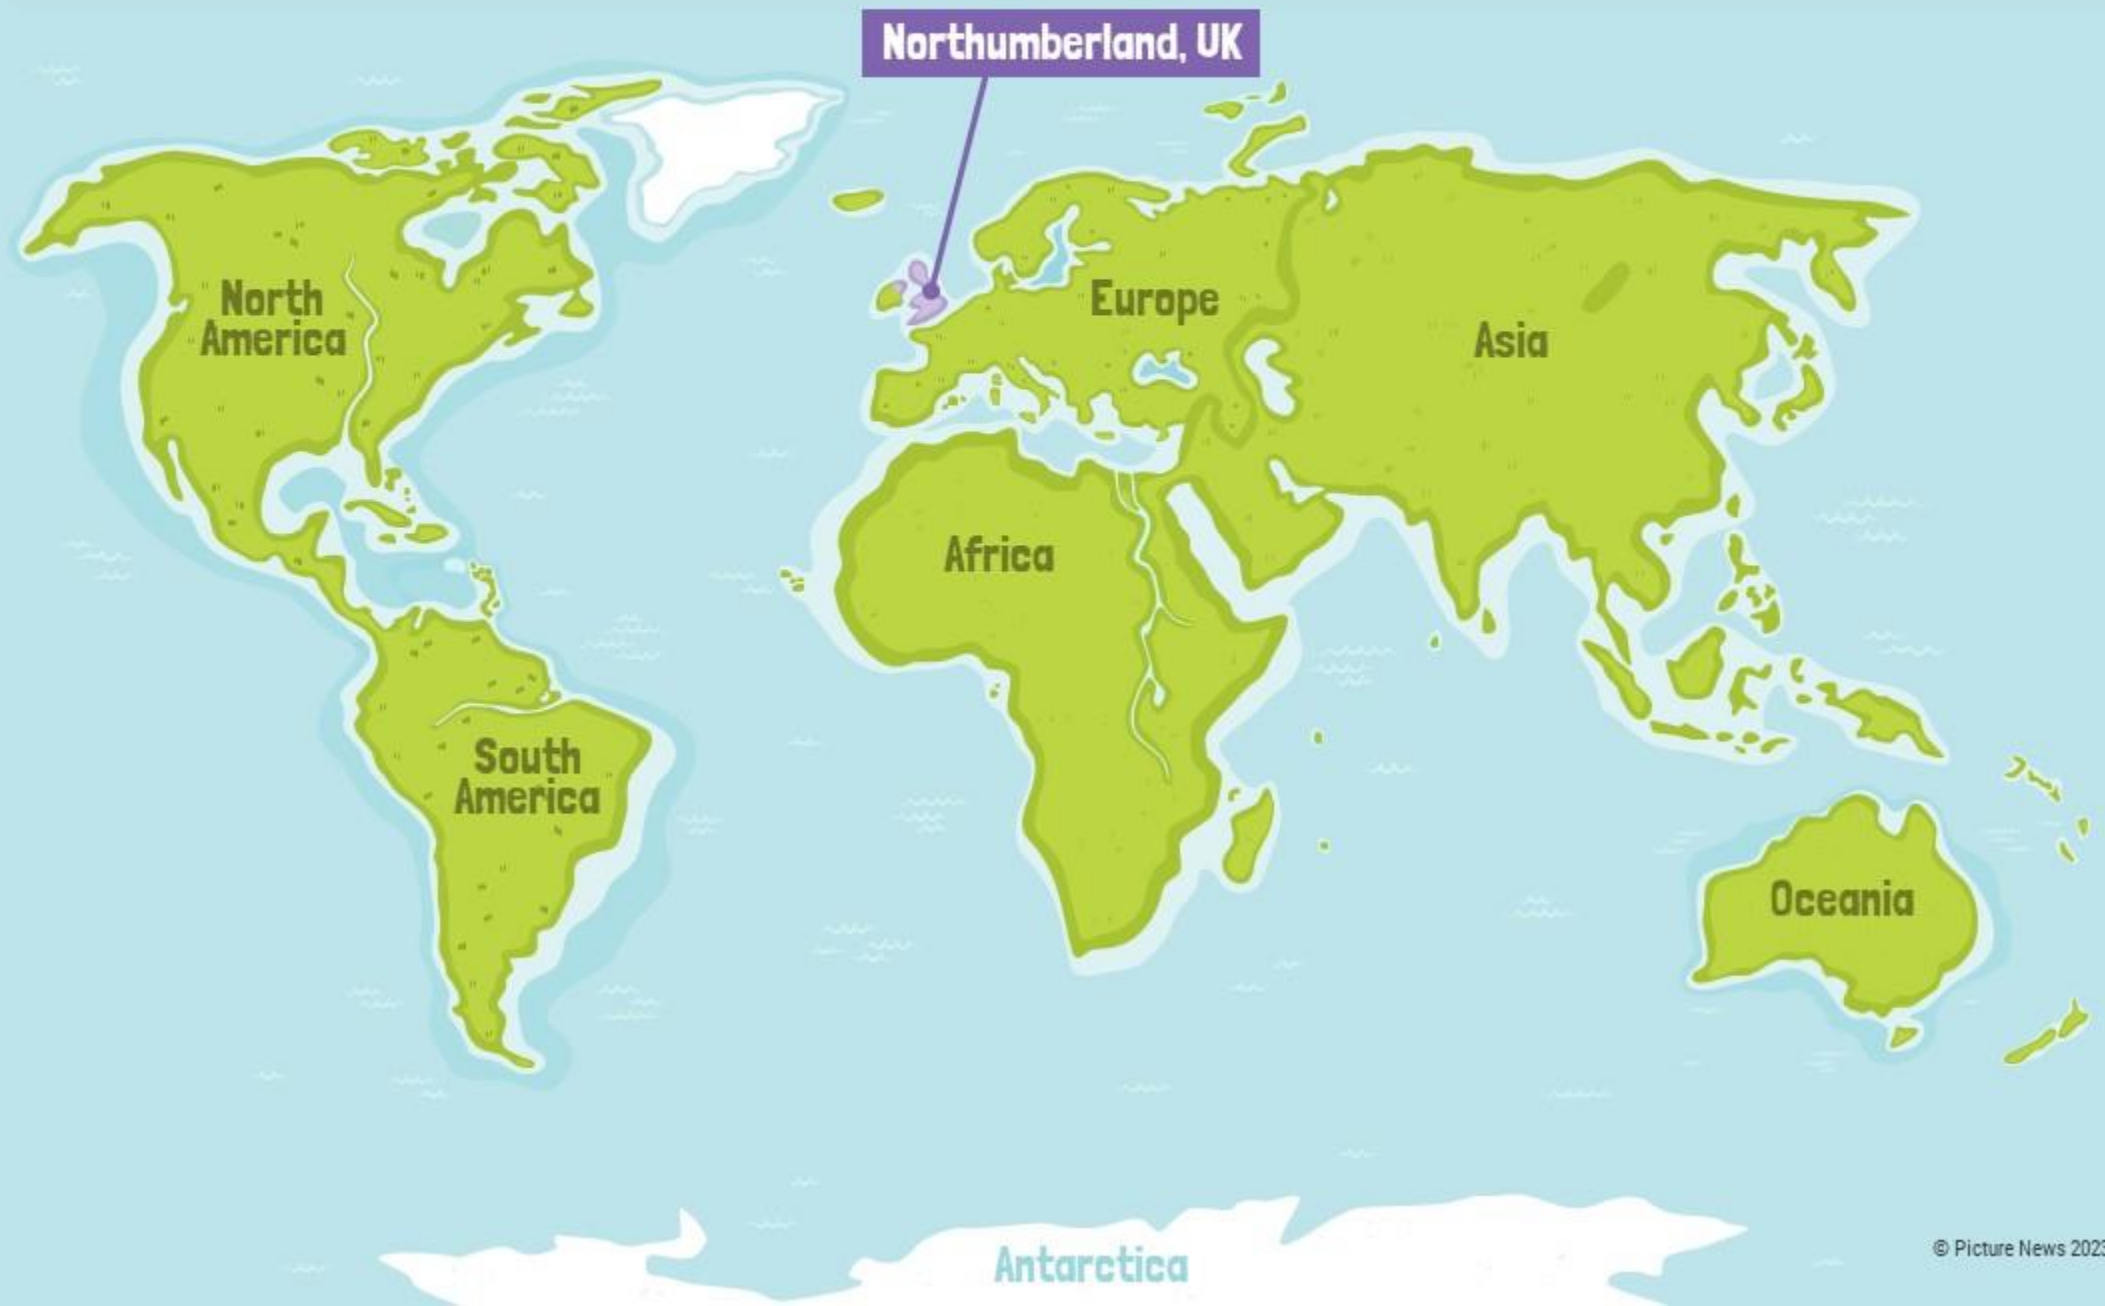 Northumberland, UK
North
America
Europe
Asia
Africa
South
America
Oceania
Antarctica
© Picture News 2023